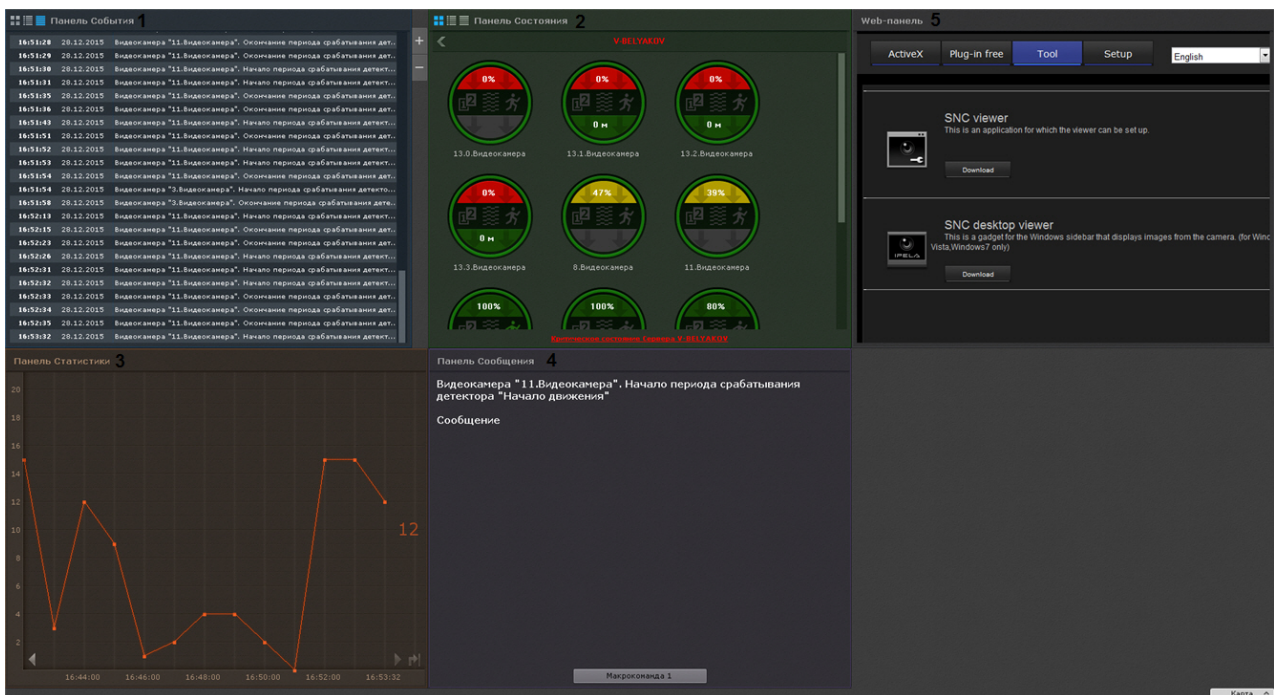 Панель События 1
16:51:28 28.12.2015 Видеокамера "11.Видеокамера". Окончание периода срабатывания дет...
16:51:29 28.12.2015 Видеокамера "11.Видеокамера". Окончание периода срабатывания дет...
16:51:30 28.12.2015 Видеокамера "11.Видеокамера". Начало периода срабатывания детект...
16:51:31 28.12.2015 Видеокамера "11.Видеокамера". Начало периода срабатывания детект...
16:51:35 28.12.2015 Видеокамера "11.Видеокамера". Окончание периода срабатывания дет...
16:51:36 28.12.2015 Видеокамера "11.Видеокамера". Окончание периода срабатывания дет...
16:51:43 28.12.2015 Видеокамера "11.Видеокамера". Начало периода срабатывания детект...
16:51:51 28.12.2015 Видеокамера "11.Видеокамера". Окончание периода срабатывания дет...
16:51:52 28.12.2015 Видеокамера "11.Видеокамера". Начало периода срабатывания детект...
16:51:53 28.12.2015 Видеокамера "11.Видеокамера". Начало периода срабатывания детект...
16:51:54 28.12.2015 Видеокамера "11.Видеокамера". Окончание периода срабатывания дет...
16:51:54 28.12.2015 Видеокамера "3.Видеокамера". Начало периода срабатывания детекто...
16:51:58 28.12.2015 Видеокамера "3.Видеокамера". Окончание периода срабатывания дете...
16:52:13 28.12.2015 Видеокамера "11.Видеокамера". Начало периода срабатывания детект...
16:52:15 28.12.2015 Видеокамера "11.Видеокамера". Окончание периода срабатывания дет...
16:52:23 28.12.2015 Видеокамера "11.Видеокамера". Окончание периода срабатывания дет...
16:52:26 28.12.2015 Видеокамера "11.Видеокамера". Начало периода срабатывания детект...
16:52:31 28.12.2015 Видеокамера "11.Видеокамера". Начало периода срабатывания детект...
16:52:32 28.12.2015 Видеокамера "11.Видеокамера". Начало периода срабатывания детект...
16:52:33 28.12.2015 Видеокамера "11.Видеокамера". Окончание периода срабатывания дет...
16:52:34 28.12.2015 Видеокамера "11.Видеокамера". Окончание периода срабатывания дет...
16:52:35 28.12.2015 Видеокамера "11.Видеокамера". Окончание периода срабатывания дет...
16:53:32 28.12.2015 Видеокамера "11.Видеокамера". Начало периода срабатывания детект...
Панель Состояния 2
V-BELYAKOV
0% 0% 0%
0 м 0 м
13.0.Видеокамера 13.1.Видеокамера 13.2.Видеокамера
0% 47% 39%
0 м
13.3.Видеокамера 8.Видеокамера 11.Видеокамера
100% 100% 80%
Критическое состояние Сервера V-BELYAKOV
Web-панель 5
ActiveX Plug-in free Tool Setup English
SNC viewer
This is an application for which the viewer can be set up.
Download
SNC desktop viewer
This is a gadget for the Windows sidebar that displays images from the camera. (for Winc
Vista,Windows7 only)
IPELA
Download
Панель Статистики 3
20
18
16
14
12
10
8
6
4
2
12
16:44:00 16:46:00 16:48:00 16:50:00 16:52:00 16:53:32
Панель Сообщения 4
Видеокамера "11.Видеокамера". Начало периода срабатывания
детектора "Начало движения"
Сообщение
Макрокоманда 1
Карта